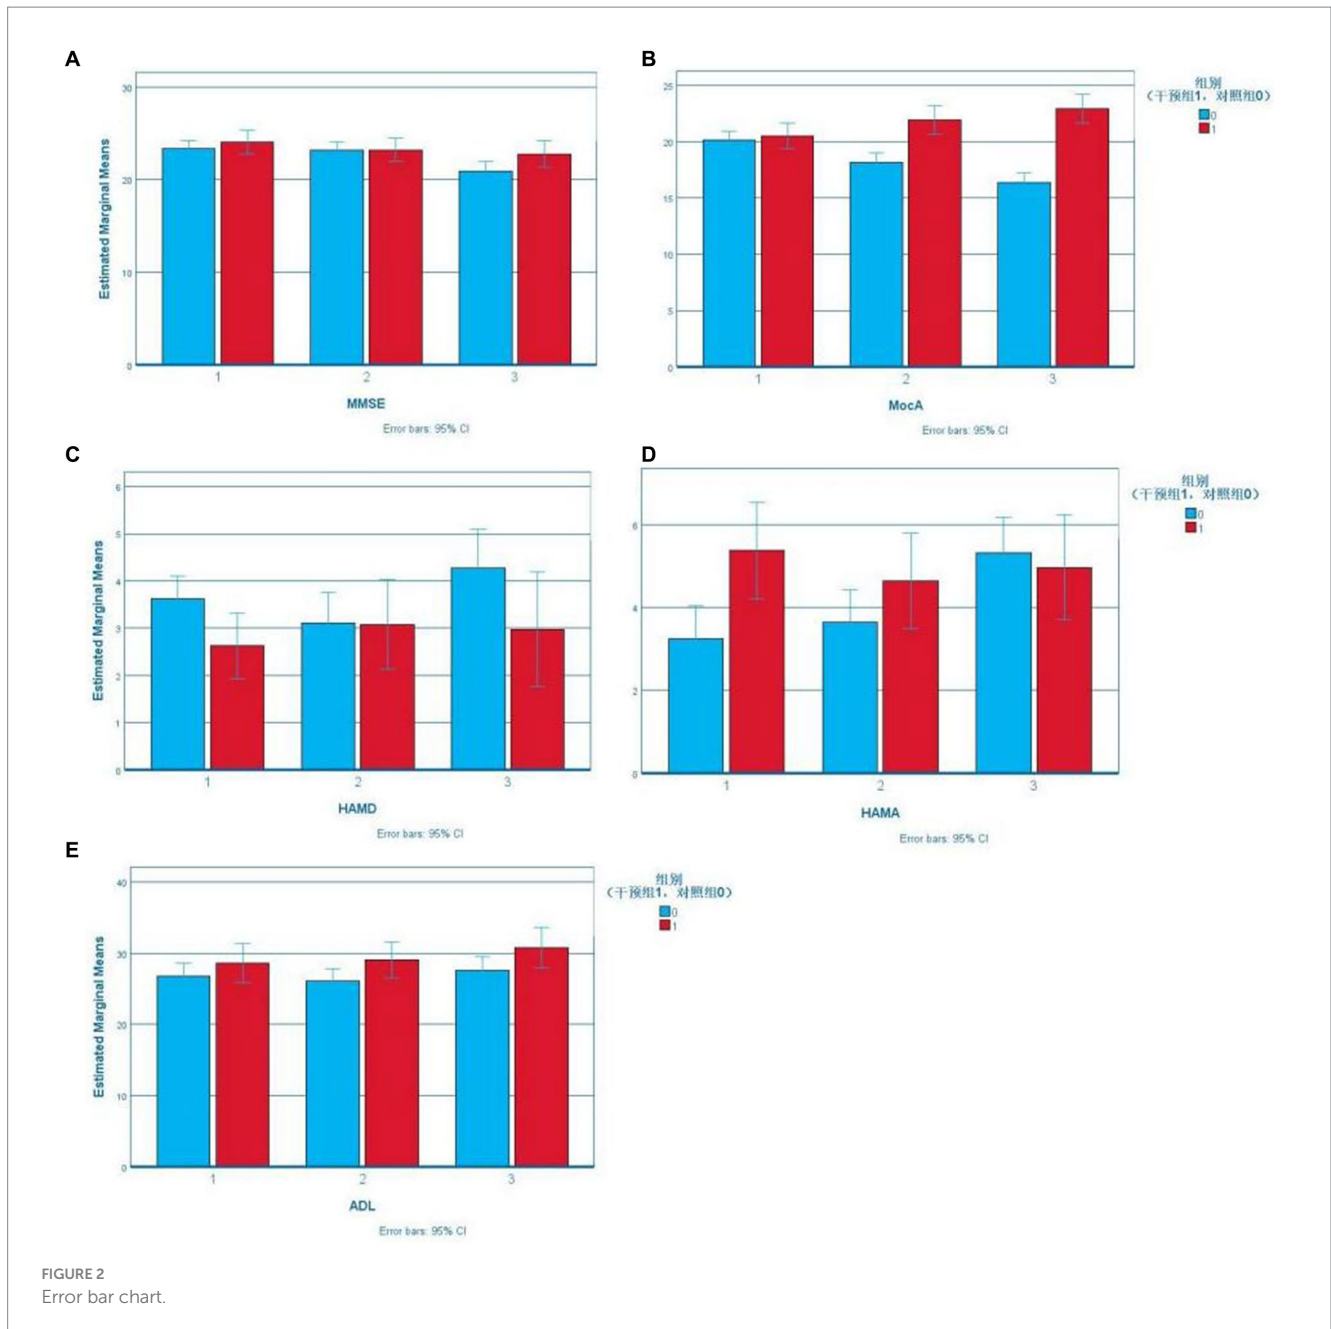 A
30
20
10
0
Estimated Marginal Means
1
2
3
MMSE
Error bars: 95% CI
B
25
20
15
10
5
0
1
2
3
MocA
Error bars: 95% CI
组别
（干预组1，对照组0）
0
1
C
6
5
4
3
2
1
0
Estimated Marginal Means
1
2
3
HAMD
Error bars: 95% CI
D
6
4
2
0
1
2
3
HAMA
Error bars: 95% CI
组别
（干预组1，对照组0）
0
1
E
40
30
20
10
0
Estimated Marginal Means
1
2
3
ADL
Error bars: 95% CI
组别
（干预组1，对照组0）
0
1
FIGURE 2
Error bar chart.